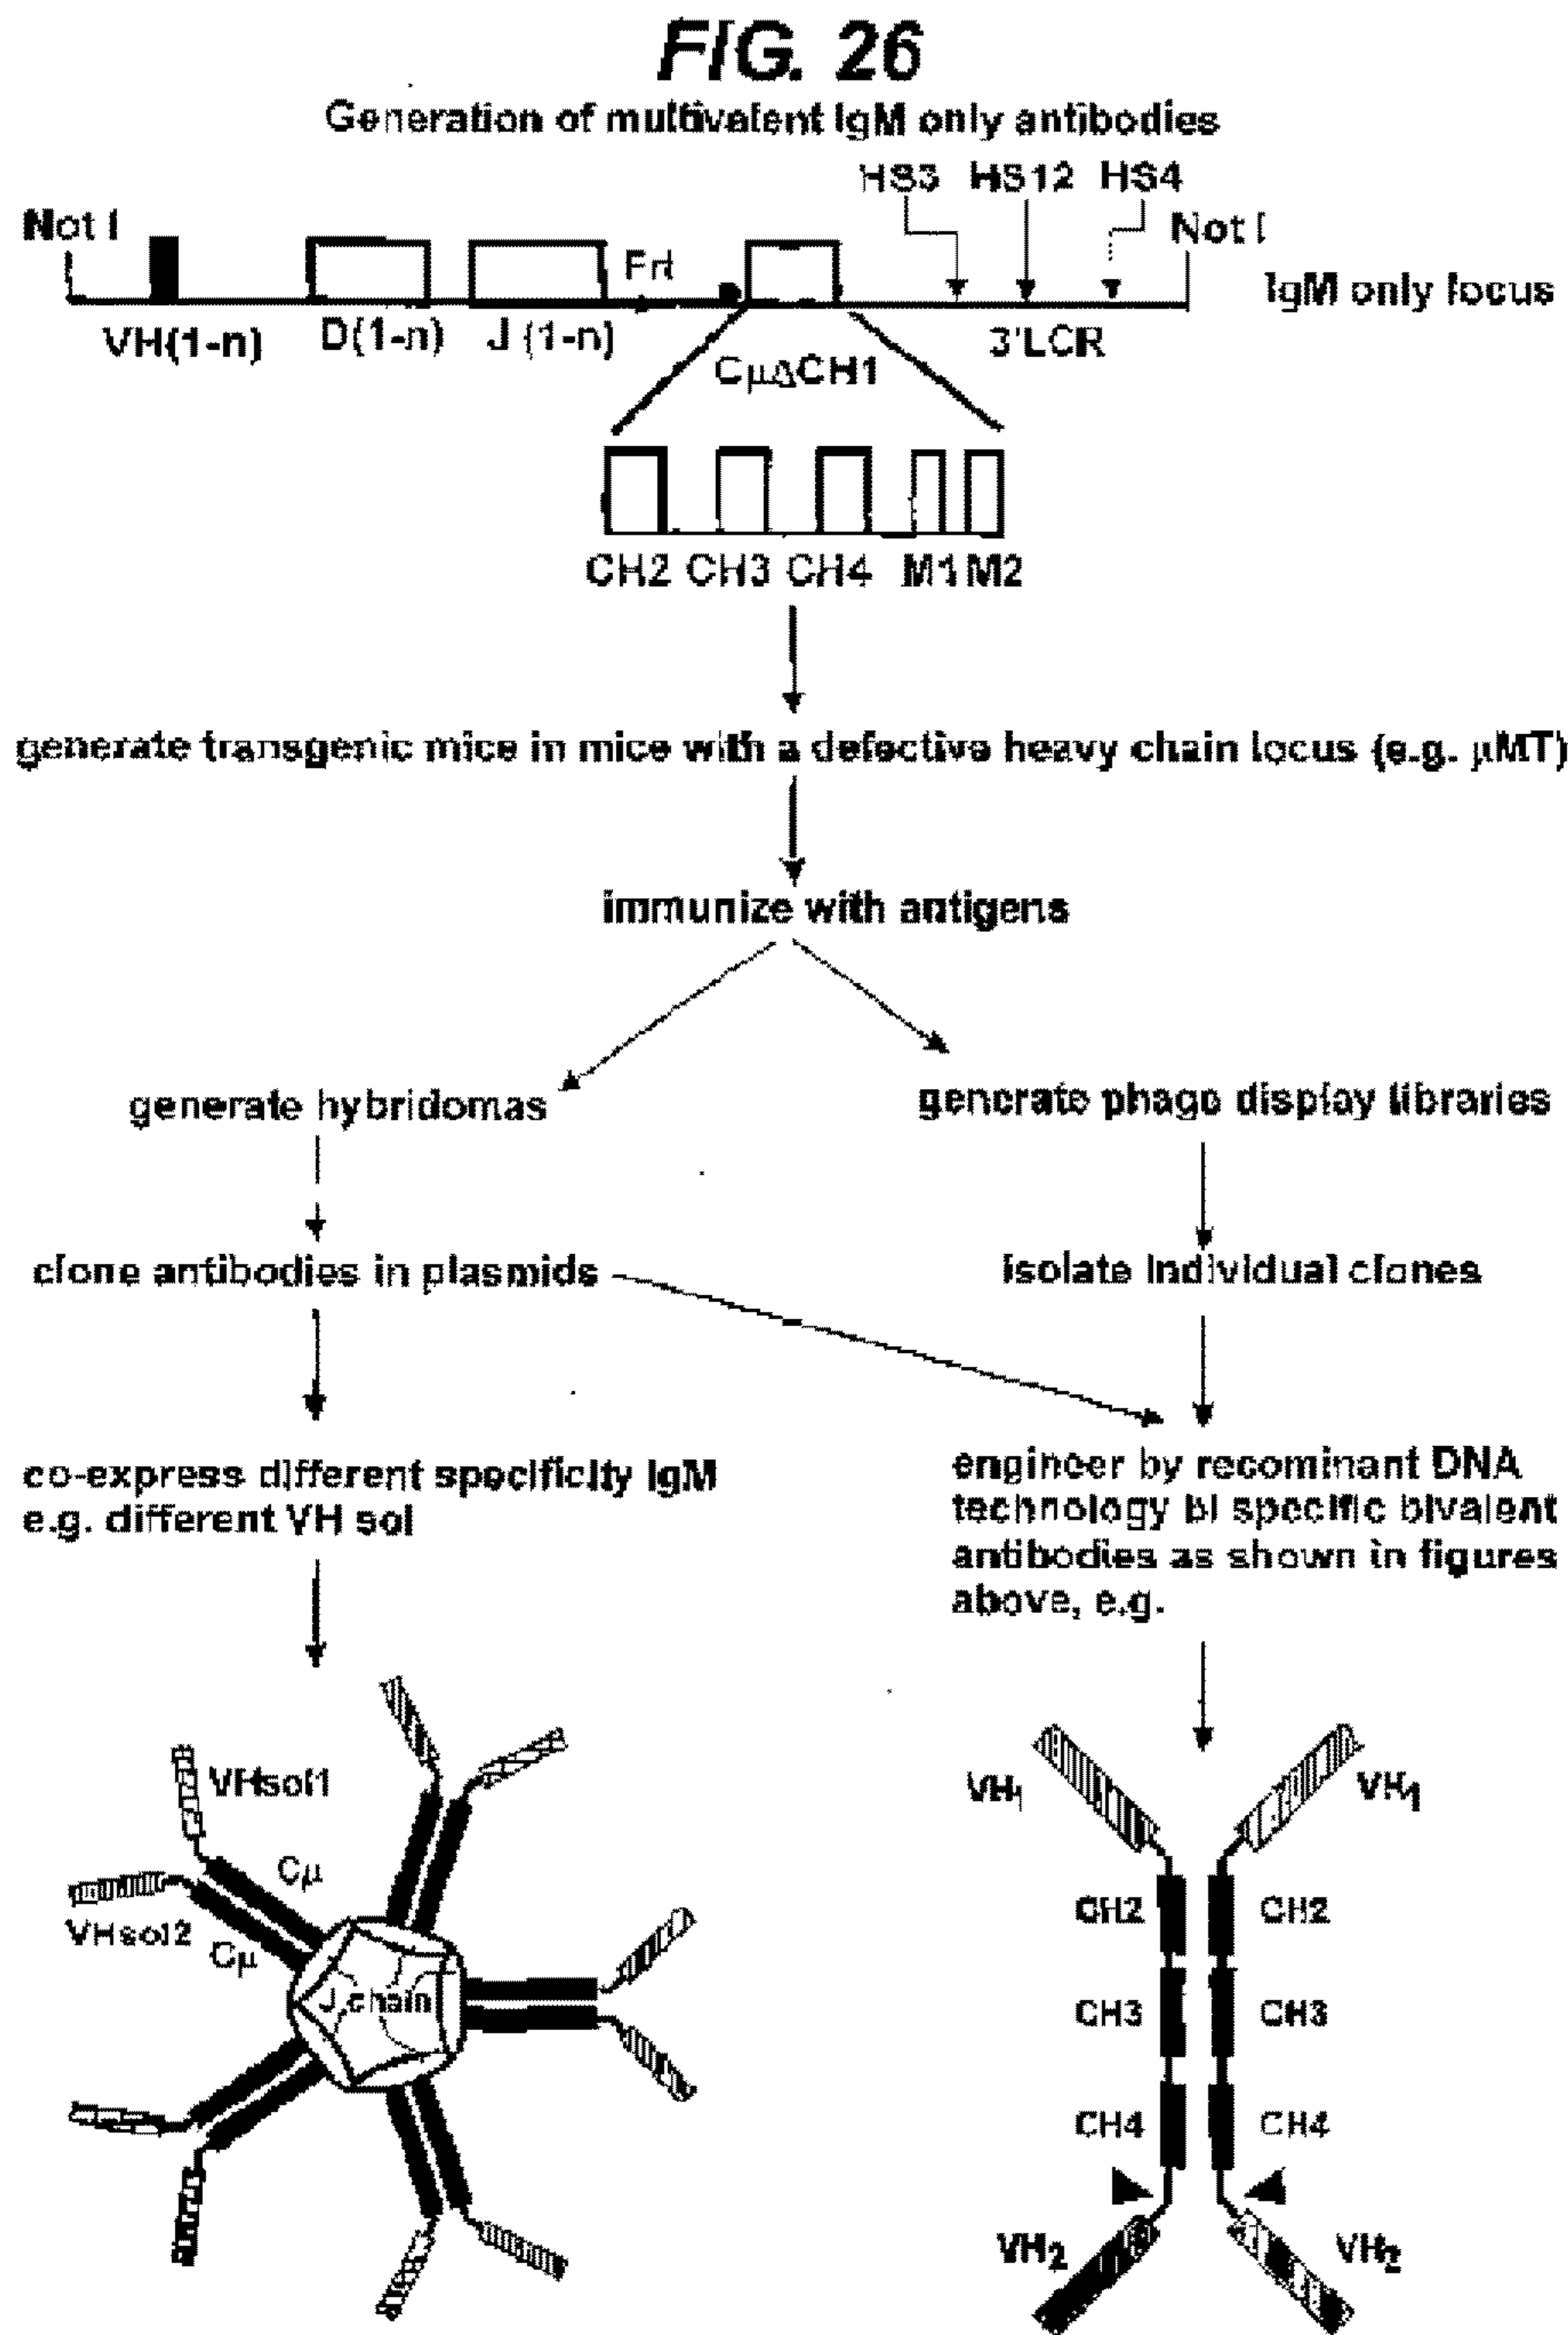 FIG. 26
Generation of multivalent IgM only antibodies
HS3 HS12 HS4
Not I
Not I
Frt
IgM only locus
VH(1-n) D(1-n) J (1-n)
3'LCR
CμΔCH1
CH2 CH3 CH4 M1 M2
generate transgenic mice in mice with a defective heavy chain locus (e.g. μMT)
immunize with antigens
generate hybridomas
generate phage display libraries
clone antibodies in plasmids
isolate individual clones
co-express different specificity IgM
e.g. different VH sol
engineer by recominant DNA
technology bi specific bivalent
antibodies as shown in figures
above, e.g.
VHsol1
Cμ
VHsol2
Cμ
J chain
VH1
VH1
CH2
CH2
CH3
CH3
CH4
CH4
VH2
VH2